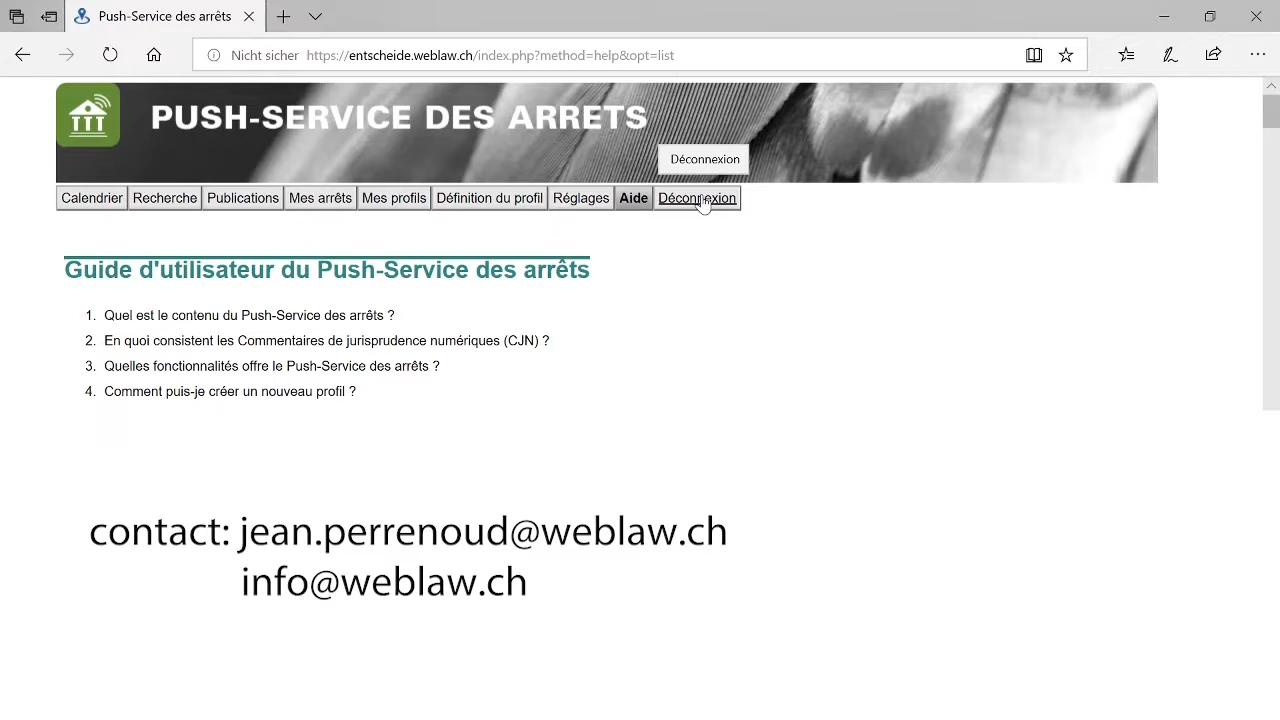 Push-Service des arrêts
Nicht sicher https://entscheide.weblaw.ch/index.php?method=help&opt=list
PUSH-SERVICE DES ARRETS
Déconnexion
Calendrier Recherche Publications Mes arrêts Mes profils Définition du profil Réglages Aide Déconnexion
Guide d'utilisateur du Push-Service des arrêts
1. Quel est le contenu du Push-Service des arrêts ?
2. En quoi consistent les Commentaires de jurisprudence numériques (CJN) ?
3. Quelles fonctionnalités offre le Push-Service des arrêts ?
4. Comment puis-je créer un nouveau profil ?
contact: jean.perrenoud@weblaw.ch
info@weblaw.ch